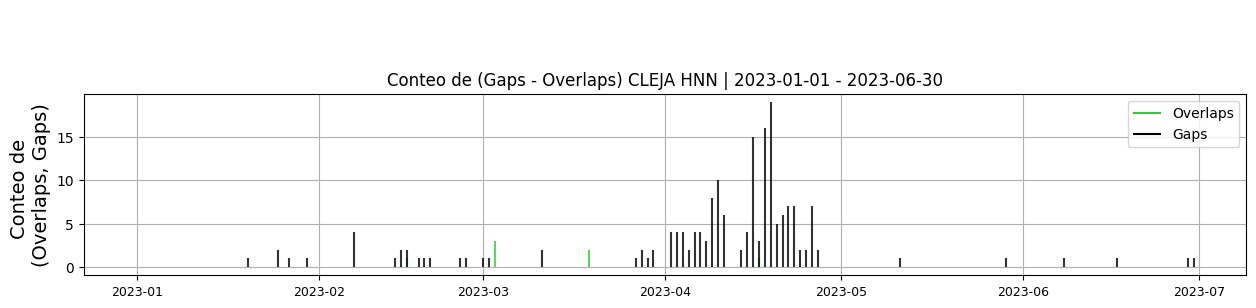 Conteo de (Gaps - Overlaps) CLEJA HNN | 2023-01-01 - 2023-06-30
Conteo de
(Overlaps, Gaps)
15
10
5
0
Overlaps
Gaps
2023-01
2023-02
2023-03
2023-04
2023-05
2023-06
2023-07